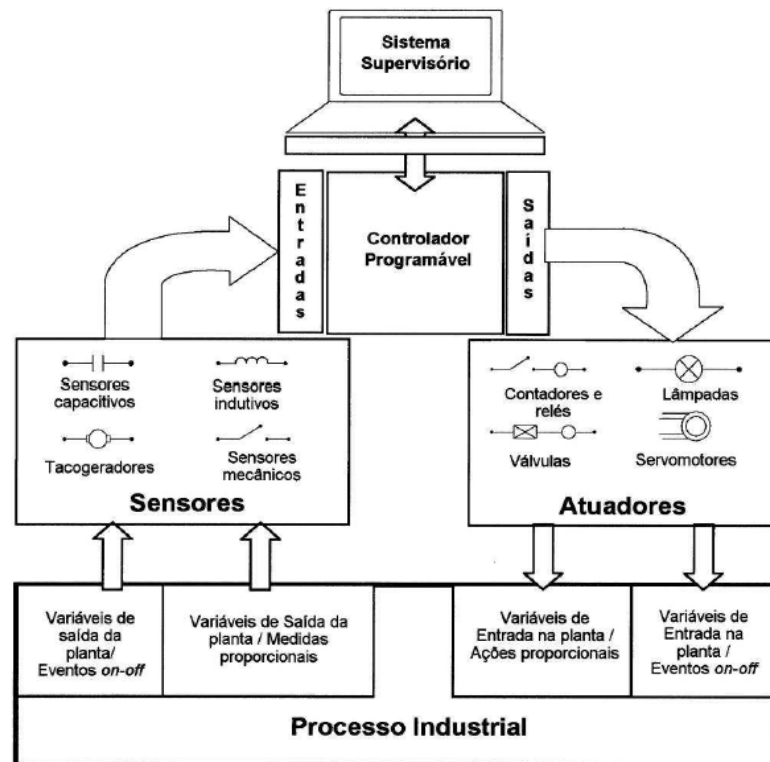 Sistema
Supervisório
Entradas
Controlador
Programável
Saídas
Sensores
capacitivos
Sensores
indutivos
Tacogeradores
Sensores
mecânicos
Sensores
Contadores e
relés
Lâmpadas
Válvulas
Servomotores
Atuadores
Variáveis de
saída da
planta/
Eventos on-off
Variáveis de Saída da
planta / Medidas
proporcionais
Variáveis de
Entrada na planta /
Ações proporcionais
Variáveis de
Entrada na
planta /
Eventos on-off
Processo Industrial